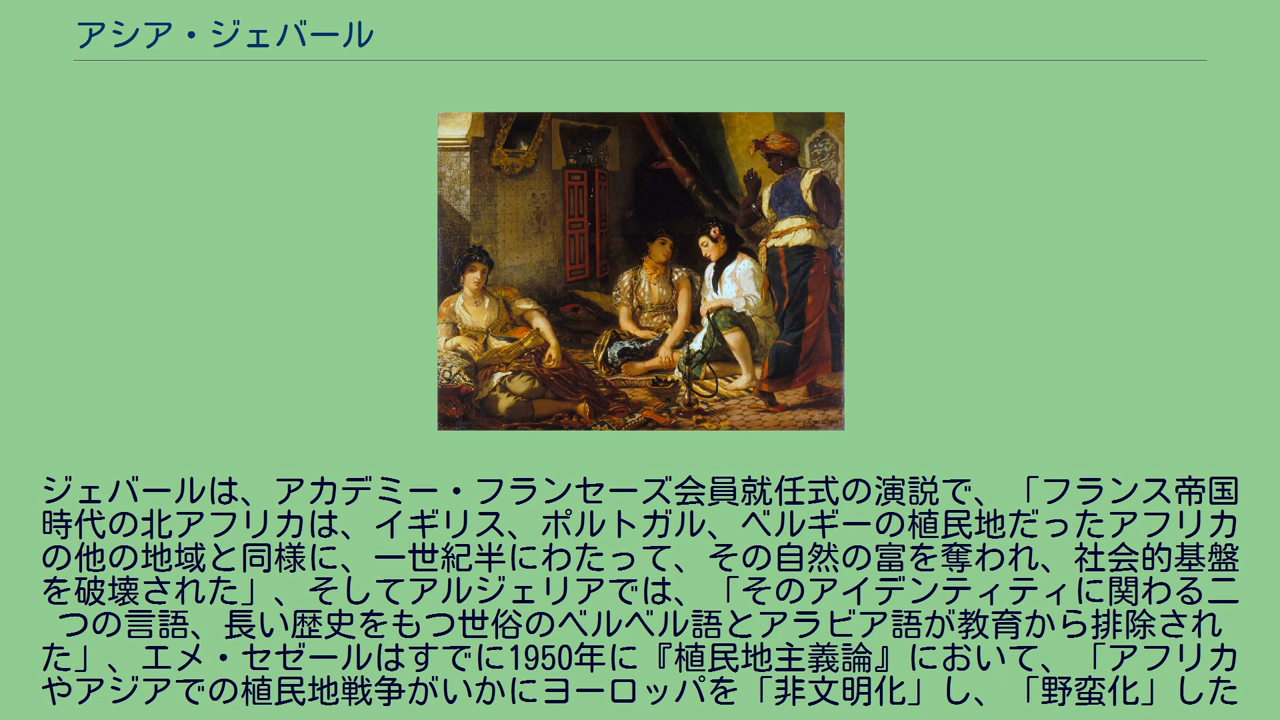 アシア・ジェバール
ジェバールは、アカデミー・フランセーズ会員就任式の演説で、「フランス帝国
時代の北アフリカは、イギリス、ポルトガル、ベルギーの植民地だったアフリカ
の他の地域と同様に、一世紀半にわたって、その自然の富を奪われ、社会的基盤
を破壊された」、そしてアルジェリアでは、「そのアイデンティティに関わる二
つの言語、長い歴史をもつ世俗のベルベル語とアラビア語が教育から排除され
た」、エメ・セゼールはすでに1950年に『植民地主義論』において、「アフリカ
やアジアでの植民地戦争がいかにヨーロッパを「非文明化」し、「野蛮化」した